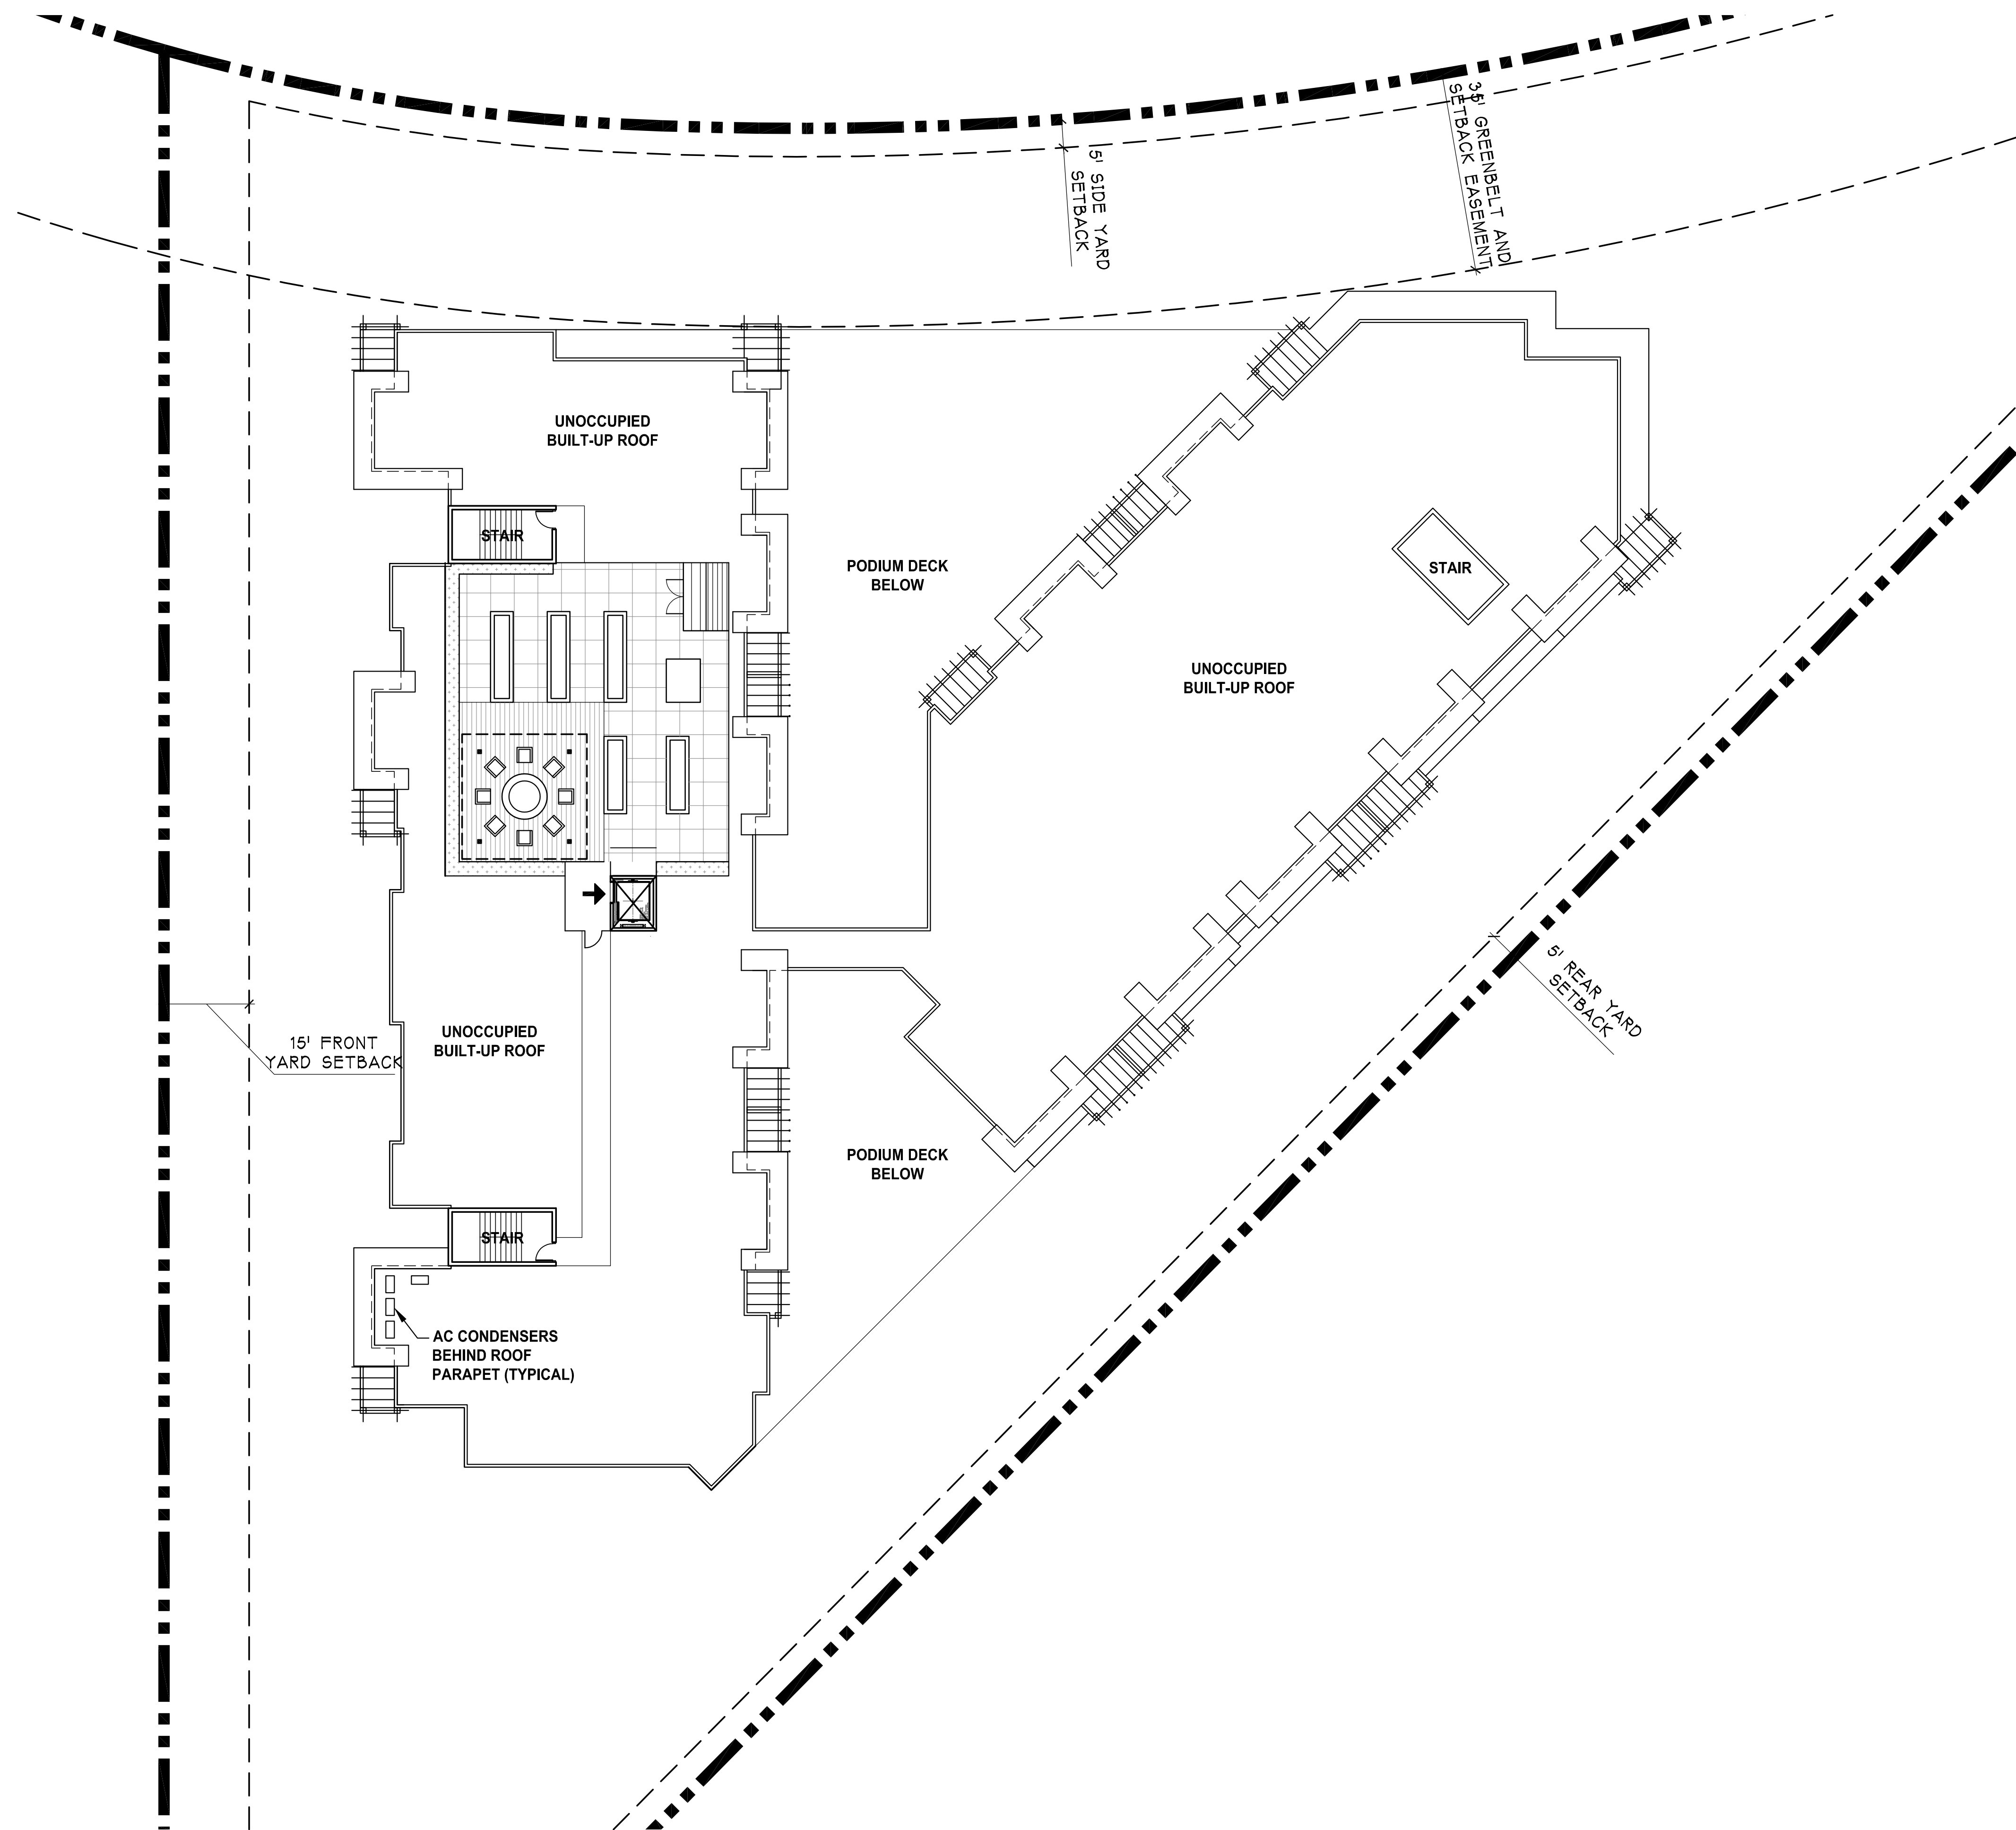 35' GREENBELT AND
SETBACK EASEMENT
5' SIDE YARD
SETBACK
UNOCCUPIED
BUILT-UP ROOF
STAIR
PODIUM DECK
BELOW
STAIR
UNOCCUPIED
BUILT-UP ROOF
5' REAR YARD
SETBACK
15' FRONT
YARD SETBACK
UNOCCUPIED
BUILT-UP ROOF
PODIUM DECK
BELOW
STAIR
AC CONDENSERS
BEHIND ROOF
PARAPET (TYPICAL)